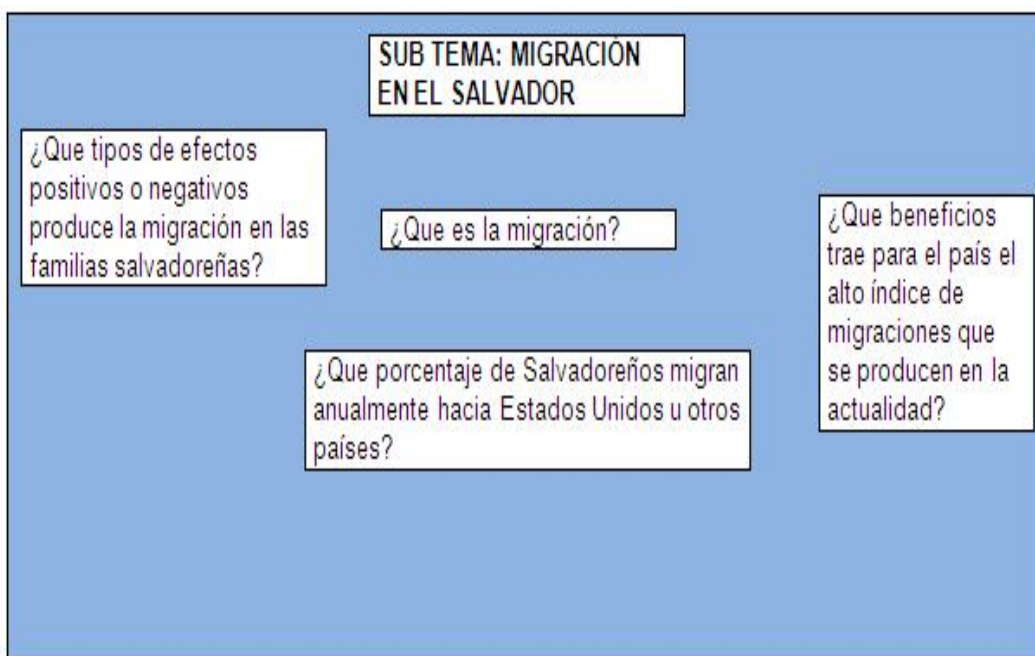 SUB TEMA: MIGRACIÓN
EN EL SALVADOR
¿Que tipos de efectos
positivos o negativos
produce la migración en las
familias salvadoreñas?
¿Que es la migración?
¿Que beneficios
trae para el país el
alto índice de
migraciones que
se producen en la
actualidad?
¿Que porcentaje de Salvadoreños migran
anualmente hacia Estados Unidos u otros
países?